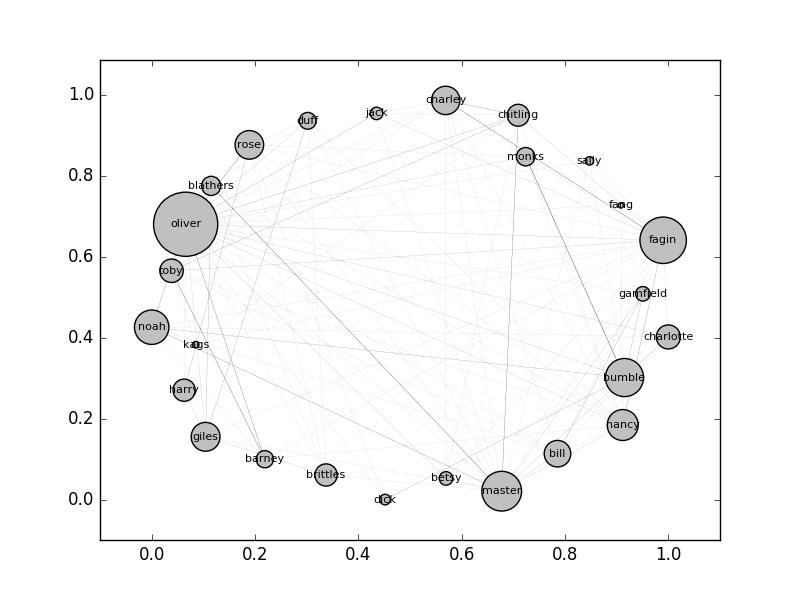 1.0
charley
jack
chitling
duff
rose
monks
sally
0.8
blathers
fang
oliver
fagin
0.6
toby
gamfield
noah
0.4
kags
charlotte
bumble
harry
0.2
nancy
giles
bill
barney
brittles
betsy
master
0.0
dick
0.0 0.2 0.4 0.6 0.8 1.0